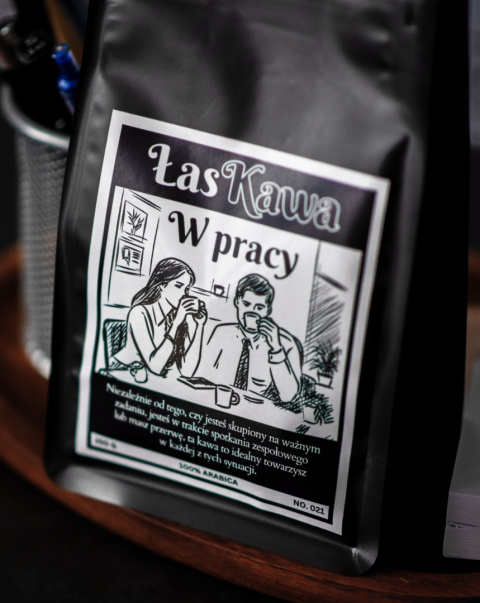 ŁasKawa
W pracy
Niezależnie od tego, czy jesteś skupiony na ważnym
zadaniu, jesteś w trakcie spotkania zespołowego
lub masz przerwę, ta kawa to idealny towarzysz
w każdej z tych sytuacji.
100% ARABICA
NO. 021